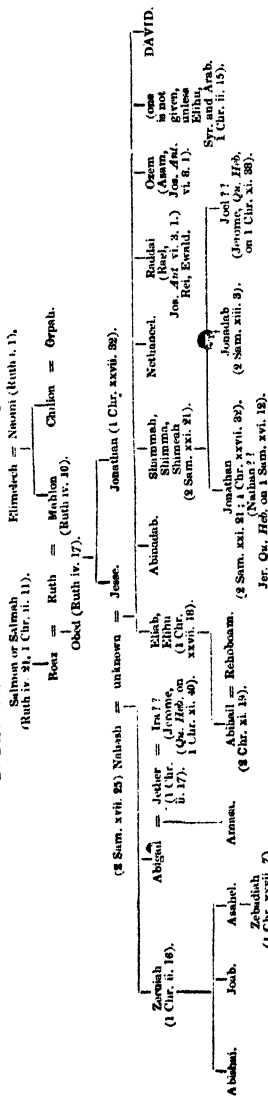 Salmon or Salmah
(Ruth iv. 21, 1 Chr. ii. 11).
Elimelech = Naomi (Ruth i. 1).
Boaz = Ruth = Mahlon
(Ruth iv. 10).
Chilion = Orpah.
Obed (Ruth iv. 17).
(2 Sam. xvii. 25) Nahash = unknown = Jesse.
Jonathan (1 Chr. xxvii. 32).
Zeruiah
(1 Chr. ii. 16).
Abigail = Jether = Ira??
(1 Chr. ii. 17).
(Jerome, Qu. Heb. on
1 Chr. xi. 40).
Eliab,
Elihu
(1 Chr.
xxvii. 18).
Abinadab.
Shammah,
Shimma,
Shimeah
(2 Sam. xxi. 21).
Nethaneel.
Raddai
(Rael,
Jos. Ant. vi. 8. 1.)
Rei, Ewald.
Ozem
(Asam,
Jos. Ant.
vi. 8. 1).
(one
is not
given,
unless
Elihu,
Syr. and Arab.
1 Chr. ii. 15).
DAVID.
Abishai.
Joab.
Asahel.
Zebadiah
(1 Chr. xxvii. 7)
Amasa.
Abihail = Rehoboam.
(2 Chr. xi. 19).
Jonathan
(2 Sam. xxi. 21; 1 Chr. xxvii. 32).
(Nathan??
Jer. Qu. Heb. on 1 Sam. xvi. 12).
Jonadab
(2 Sam. xiii. 3).
Joel??
(Jerome, Qu. Heb.
on 1 Chr. xi. 38).